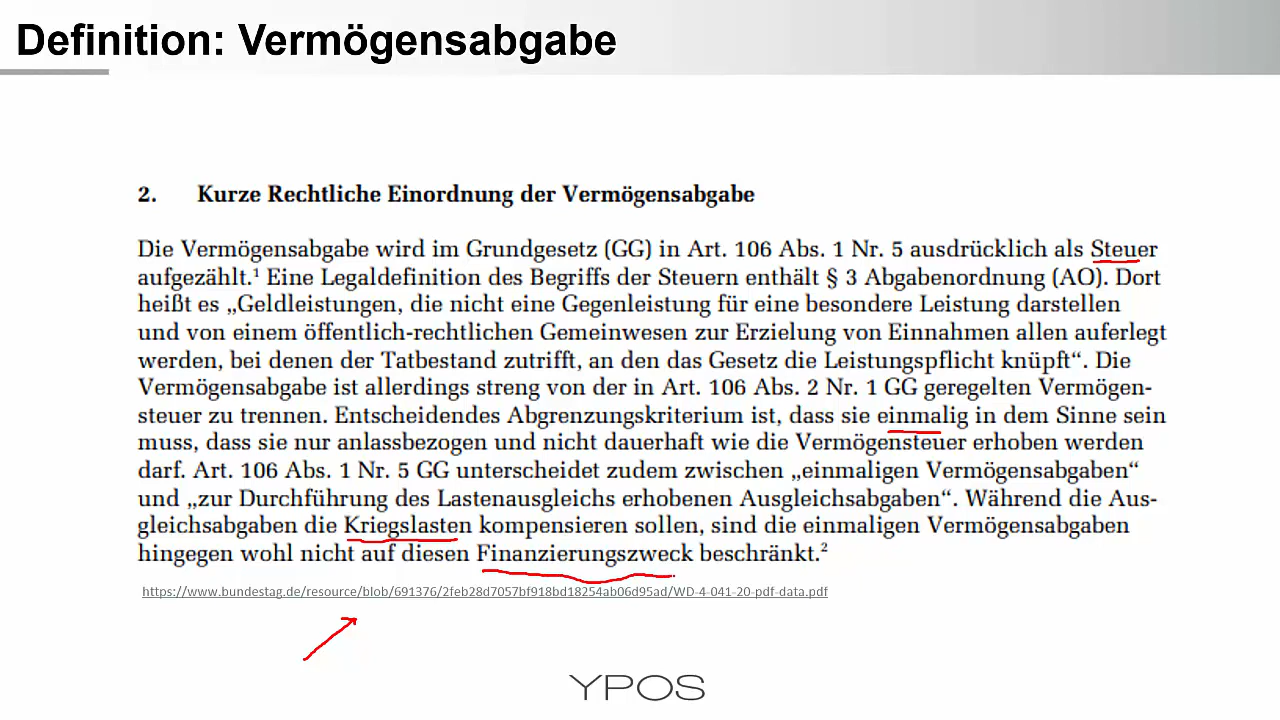 Definition: Vermögensabgabe
2. Kurze Rechtliche Einordnung der Vermögensabgabe
Die Vermögensabgabe wird im Grundgesetz (GG) in Art. 106 Abs. 1 Nr. 5 ausdrücklich als Steuer
aufgezählt.¹ Eine Legaldefinition des Begriffs der Steuern enthält § 3 Abgabenordnung (AO). Dort
heißt es „Geldleistungen, die nicht eine Gegenleistung für eine besondere Leistung darstellen
und von einem öffentlich-rechtlichen Gemeinwesen zur Erzielung von Einnahmen allen auferlegt
werden, bei denen der Tatbestand zutrifft, an den das Gesetz die Leistungspflicht knüpft“. Die
Vermögensabgabe ist allerdings streng von der in Art. 106 Abs. 2 Nr. 1 GG geregelten Vermögen-
steuer zu trennen. Entscheidendes Abgrenzungskriterium ist, dass sie einmalig in dem Sinne sein
muss, dass sie nur anlassbezogen und nicht dauerhaft wie die Vermögensteuer erhoben werden
darf. Art. 106 Abs. 1 Nr. 5 GG unterscheidet zudem zwischen „einmaligen Vermögensabgaben“
und „zur Durchführung des Lastenausgleichs erhobenen Ausgleichsabgaben“. Während die Aus-
gleichsabgaben die Kriegslasten kompensieren sollen, sind die einmaligen Vermögensabgaben
hingegen wohl nicht auf diesen Finanzierungszweck beschränkt.²
https://www.bundestag.de/resource/blob/691376/2feb28d7057bf918bd18254ab06d95ad/WD-4-041-20-pdf-data.pdf
YPOS